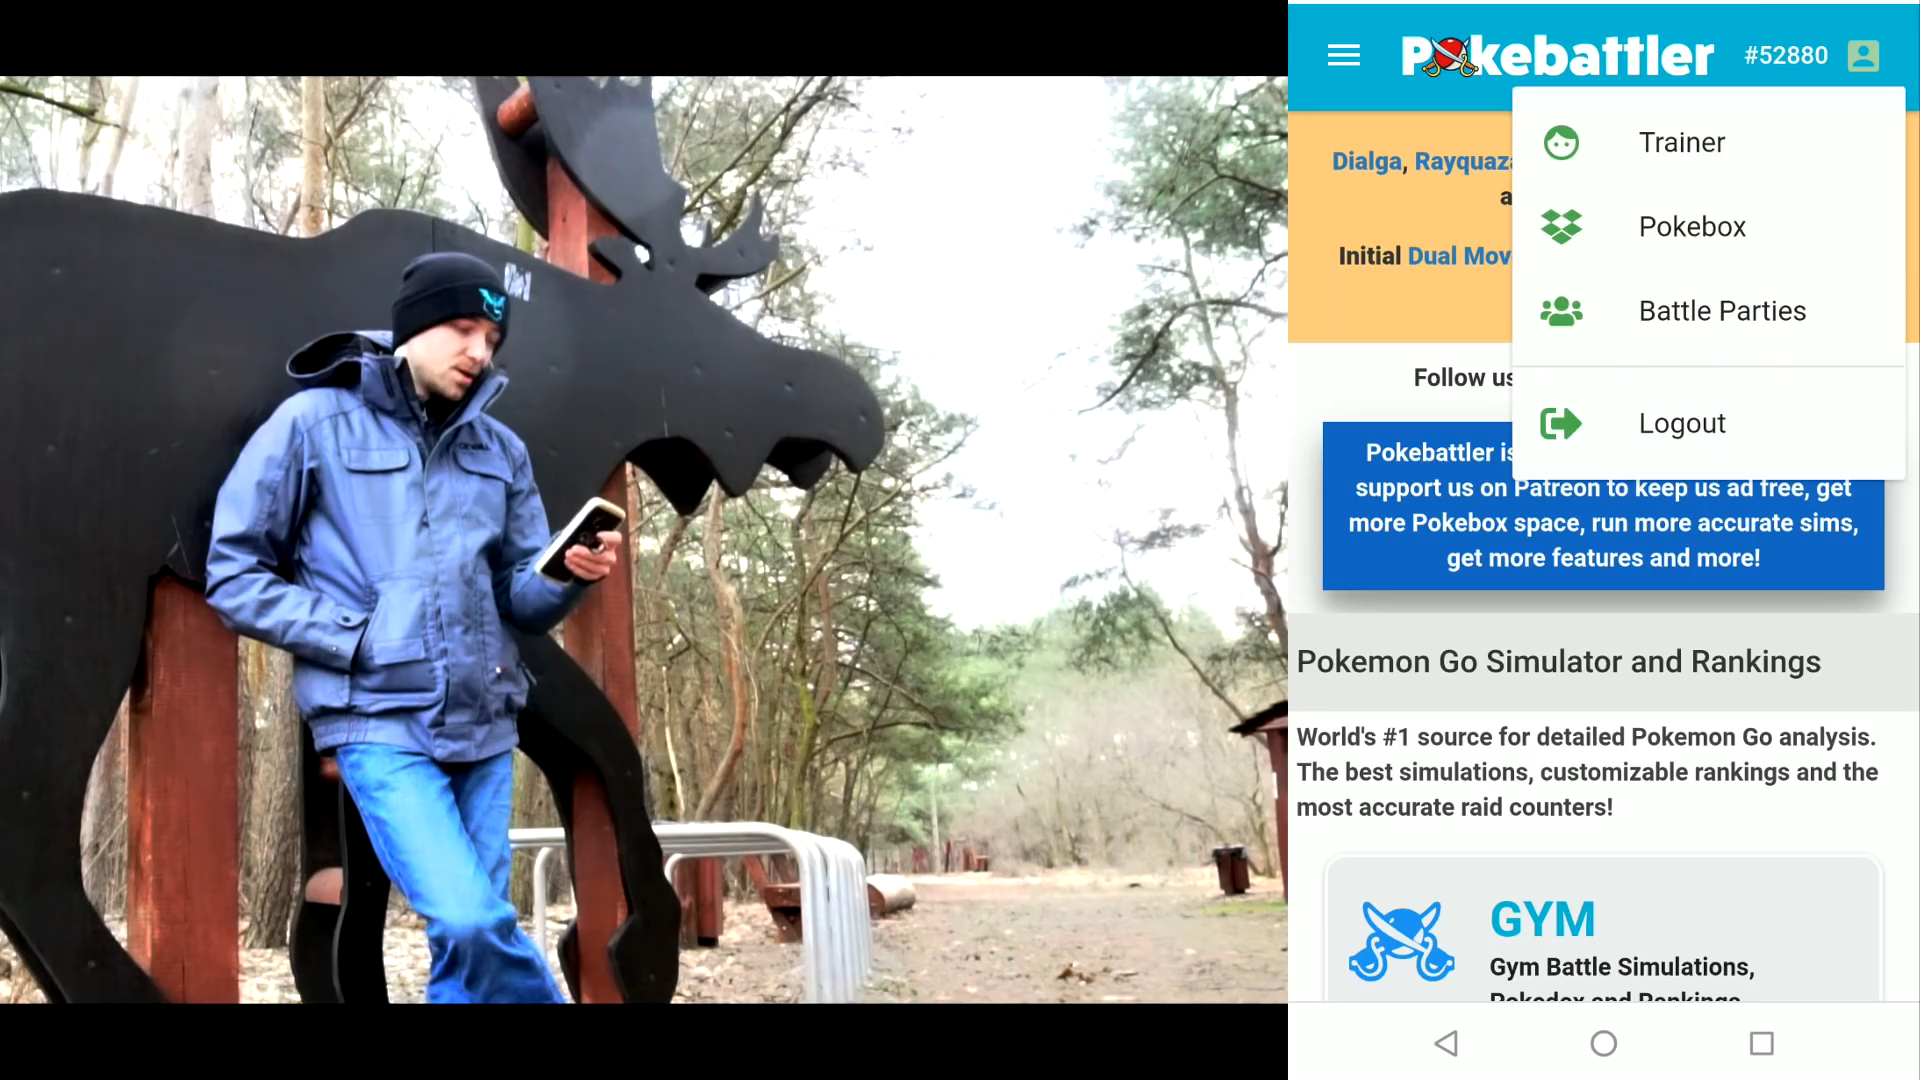 Pokebattler
#52880
Trainer
Pokebox
Battle Parties
Logout
Dialga, Rayquaza
a
Initial Dual Mov
Follow us
Pokebattler is
support us on Patreon to keep us ad free, get
more Pokebox space, run more accurate sims,
get more features and more!
Pokemon Go Simulator and Rankings
World's #1 source for detailed Pokemon Go analysis.
The best simulations, customizable rankings and the
most accurate raid counters!
GYM
Gym Battle Simulations,
Pokedex and Rankings